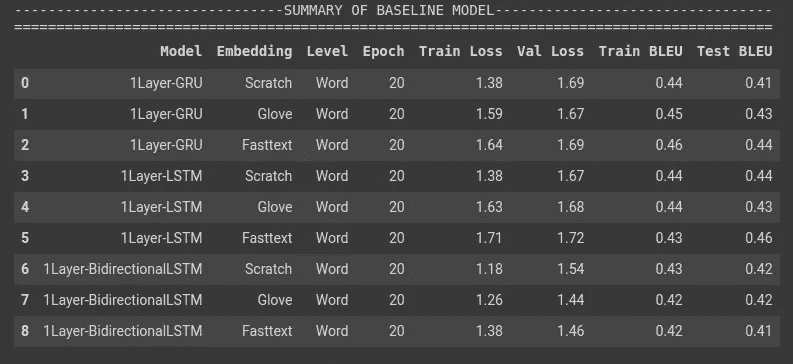 --------------------------------SUMMARY OF BASELINE MODEL---------------------------------
==========================================================================================
Model Embedding Level Epoch Train Loss Val Loss Train BLEU Test BLEU
0 1Layer-GRU Scratch Word 20 1.38 1.69 0.44 0.41
1 1Layer-GRU Glove Word 20 1.59 1.67 0.45 0.43
2 1Layer-GRU Fasttext Word 20 1.64 1.69 0.46 0.44
3 1Layer-LSTM Scratch Word 20 1.38 1.67 0.44 0.44
4 1Layer-LSTM Glove Word 20 1.63 1.68 0.44 0.43
5 1Layer-LSTM Fasttext Word 20 1.71 1.72 0.43 0.46
6 1Layer-BidirectionalLSTM Scratch Word 20 1.18 1.54 0.43 0.42
7 1Layer-BidirectionalLSTM Glove Word 20 1.26 1.44 0.42 0.42
8 1Layer-BidirectionalLSTM Fasttext Word 20 1.38 1.46 0.42 0.41